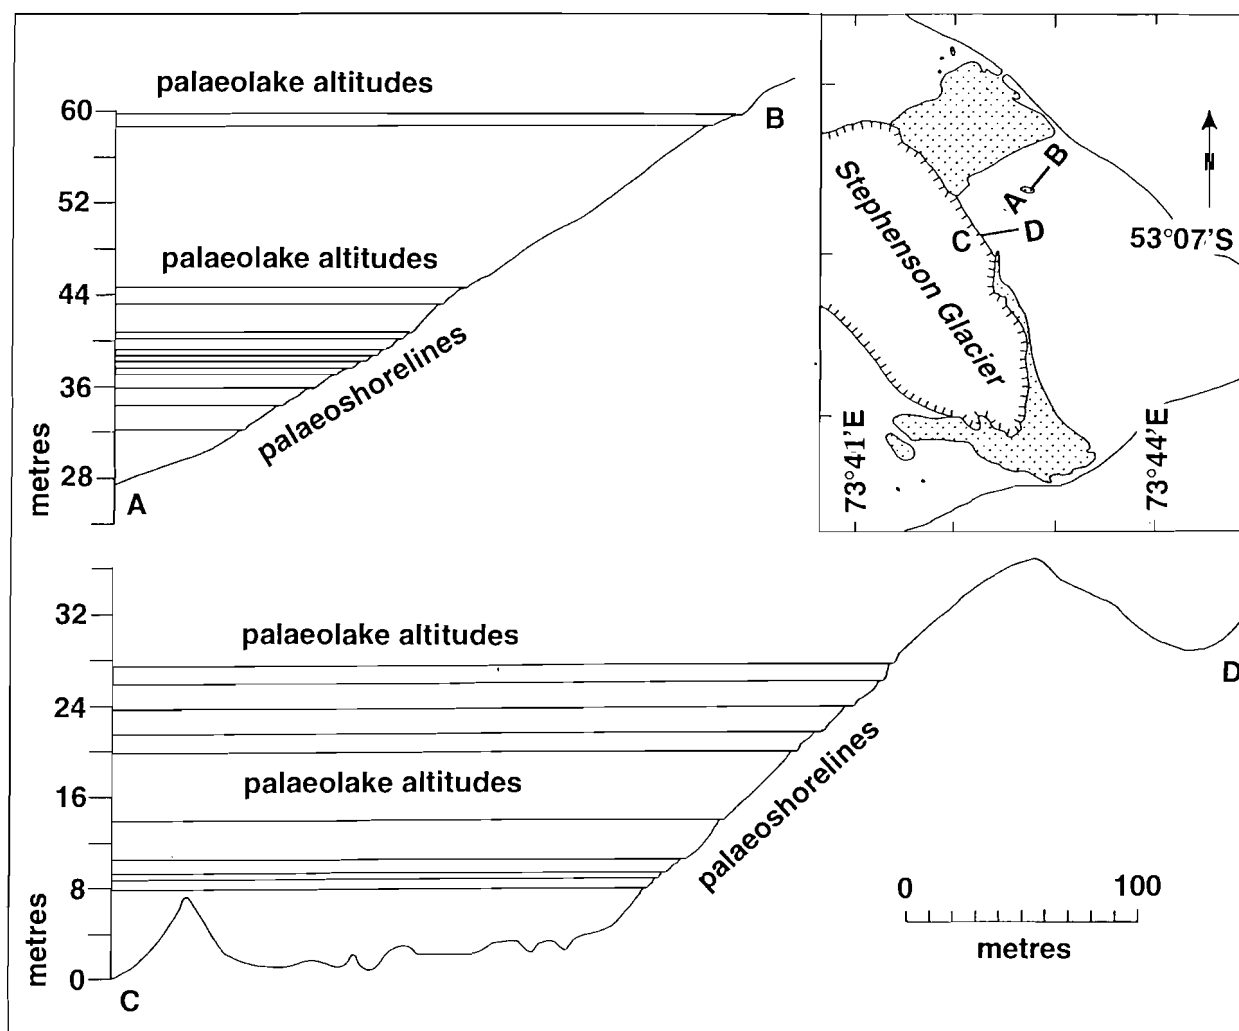 palaeolake altitudes
60
B
52
palaeolake altitudes
44
36
palaeoshorelines
28
metres
A
N
B
A
Stephenson Glacier
C
D
53°07'S
73°41'E
73°44'E
32
palaeolake altitudes
D
24
palaeolake altitudes
16
palaeoshorelines
8
metres
0
C
0 100
metres